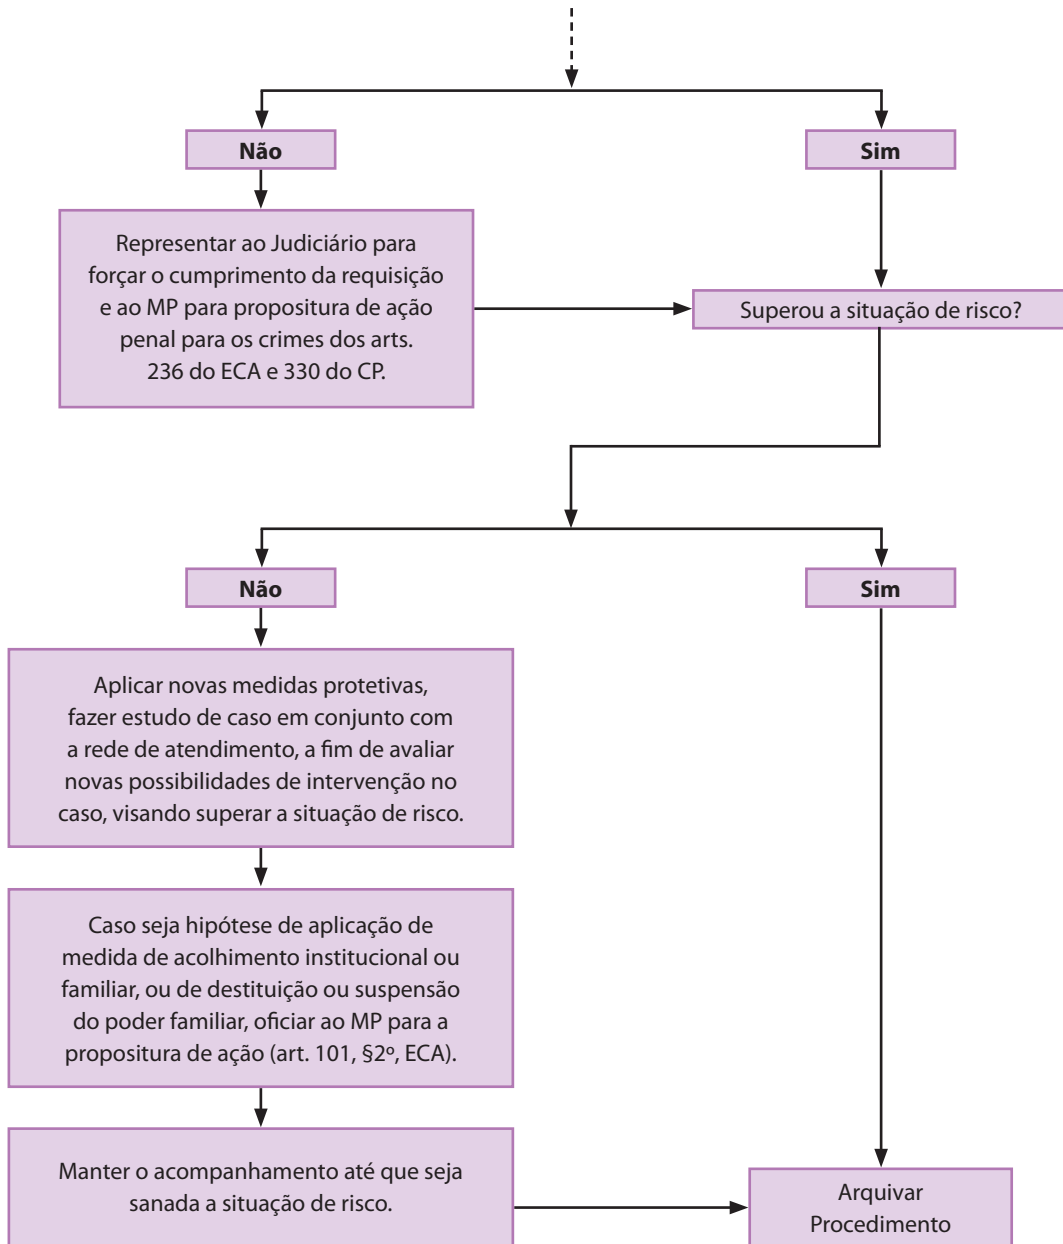 Não
Sim
Representar ao Judiciário para
forçar o cumprimento da requisição
e ao MP para propositura de ação
penal para os crimes dos arts.
236 do ECA e 330 do CP.
Superou a situação de risco?
Não
Sim
Aplicar novas medidas protetivas,
fazer estudo de caso em conjunto com
a rede de atendimento, a fim de avaliar
novas possibilidades de intervenção no
caso, visando superar a situação de risco.
Caso seja hipótese de aplicação de
medida de acolhimento institucional ou
familiar, ou de destituição ou suspensão
do poder familiar, oficiar ao MP para a
propositura de ação (art. 101, §2º, ECA).
Manter o acompanhamento até que seja
sanada a situação de risco.
Arquivar
Procedimento